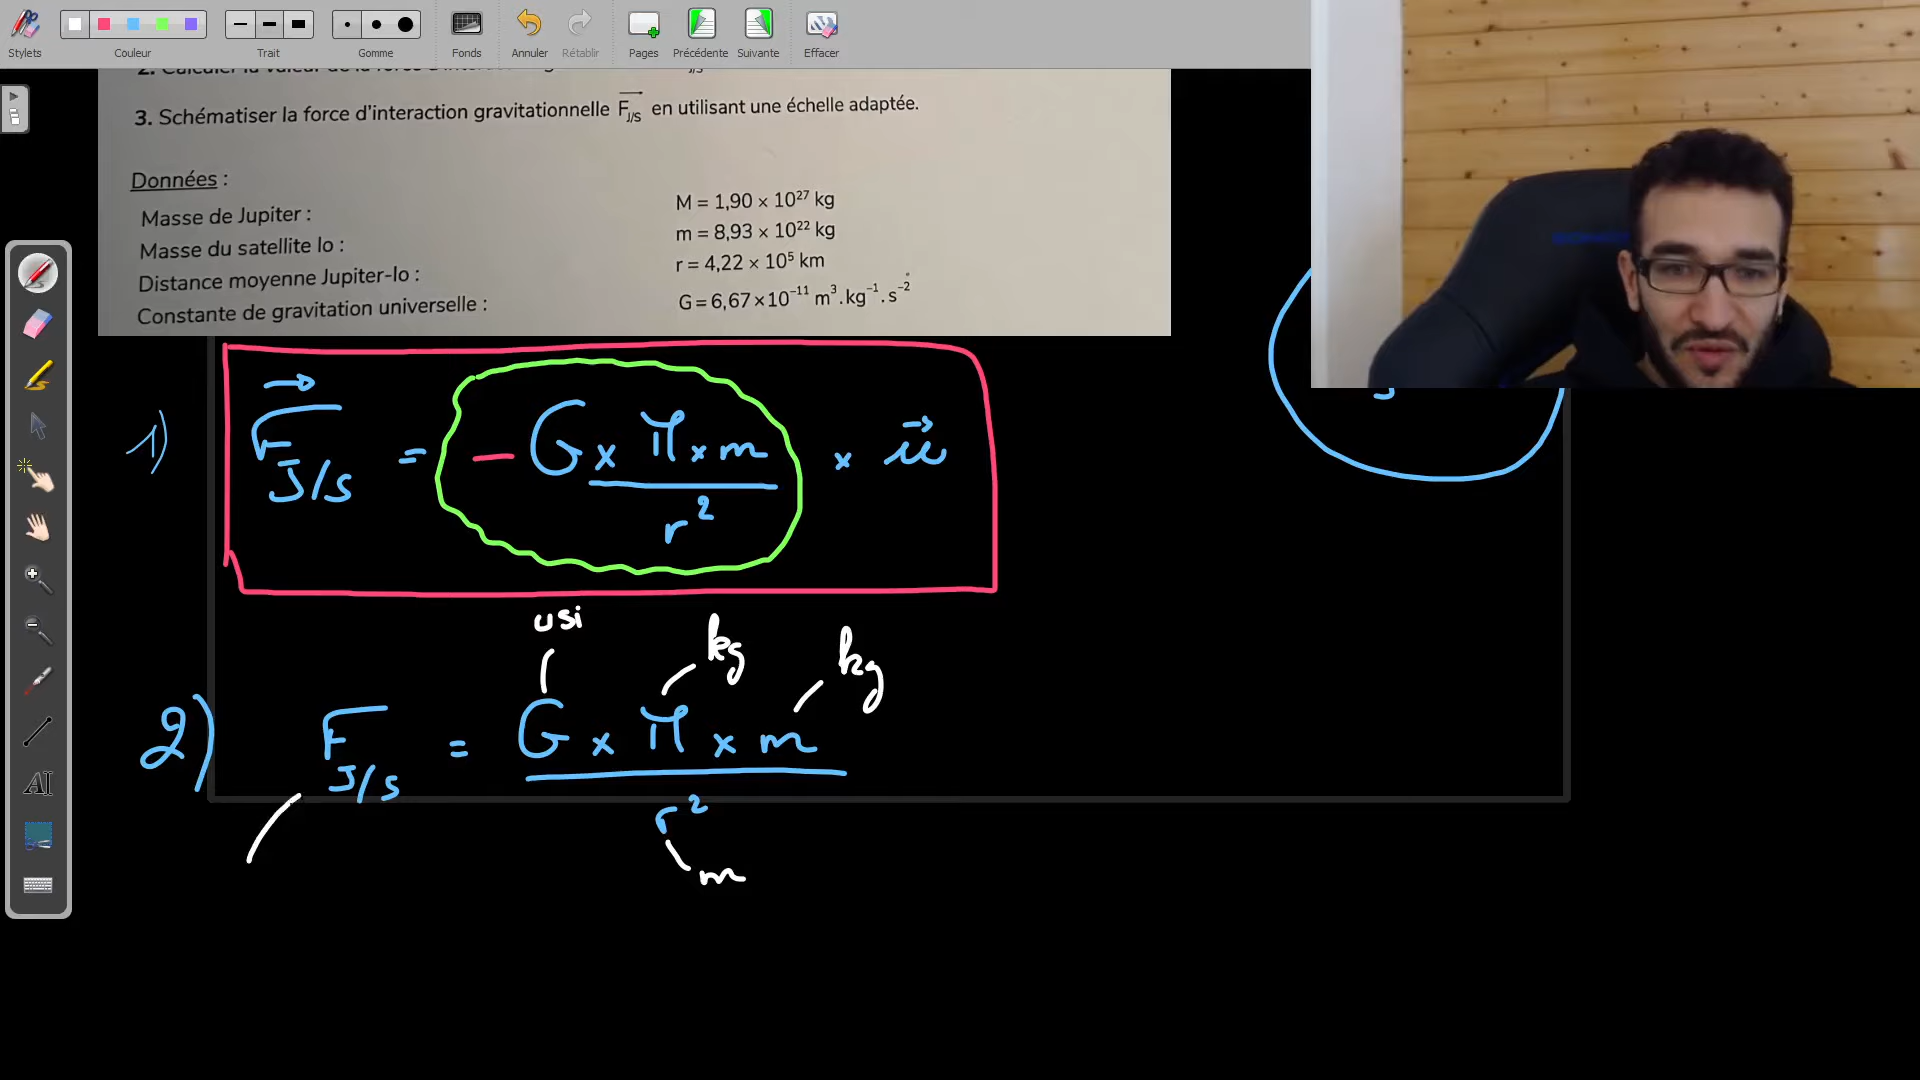 Stylets Couleur Trait Gomme Fonds Annuler Rétablir Pages Précédente Suivante Effacer
3. Schématiser la force d'interaction gravitationnelle F J/S en utilisant une échelle adaptée.
Données :
Masse de Jupiter : M = 1,90 × 10²⁷ kg
Masse du satellite Io : m = 8,93 × 10²² kg
Distance moyenne Jupiter-Io : r = 4,22 × 10⁵ km
Constante de gravitation universelle : G = 6,67 × 10⁻¹¹ m³.kg⁻¹.s⁻²
1) F J/S = - G × M × m / r² × u
usi kg kg
2) F J/S = G × M × m / r²
m
AI